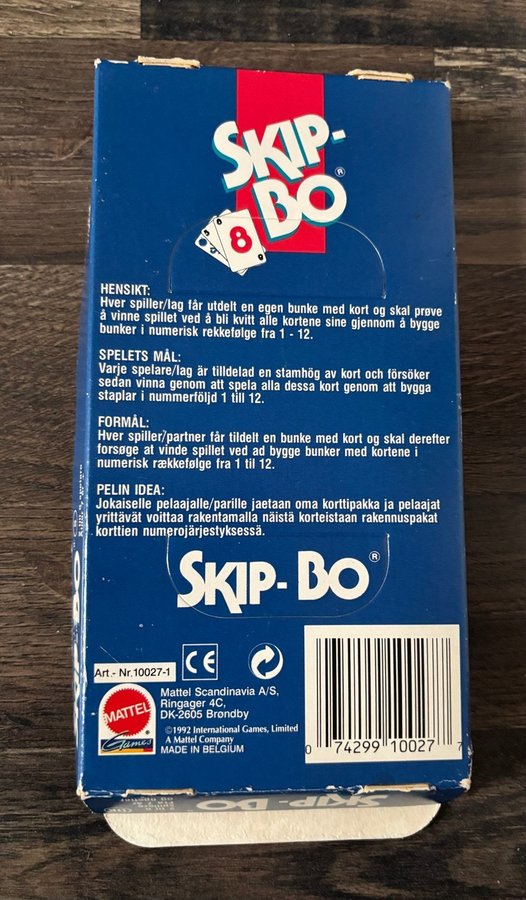 SKIP-
BO®
8
HENSIKT:
Hver spiller/lag får utdelt en egen bunke med kort og skal prøve
å vinne spillet ved å bli kvitt alle kortene sine gjennom å bygge
bunker i numerisk rekkefølge fra 1 - 12.
SPELETS MÅL:
Varje spelare/lag är tilldelad en stamhög av kort och försöker
sedan vinna genom att spela alla dessa kort genom att bygga
staplar i nummerföljd 1 till 12.
FORMÅL:
Hver spiller/partner får tildelt en bunke med kort og skal derefter
forsøge at vinde spillet ved ad bygge bunker med kortene i
numerisk rækkefølge fra 1 til 12.
PELIN IDEA:
Jokaiselle pelaajalle/parille jaetaan oma korttipakka ja pelaajat
yrittävät voittaa rakentamalla näistä korteistaan rakennuspakat
korttien numerojärjestyksessä.
SKIP-BO®
Art.- Nr.10027-1
CE
MATTEL
Games
Mattel Scandinavia A/S,
Ringager 4C,
DK-2605 Brøndby
©1992 International Games, Limited
A Mattel Company
MADE IN BELGIUM
0 74299 10027 7
SKIP-BO